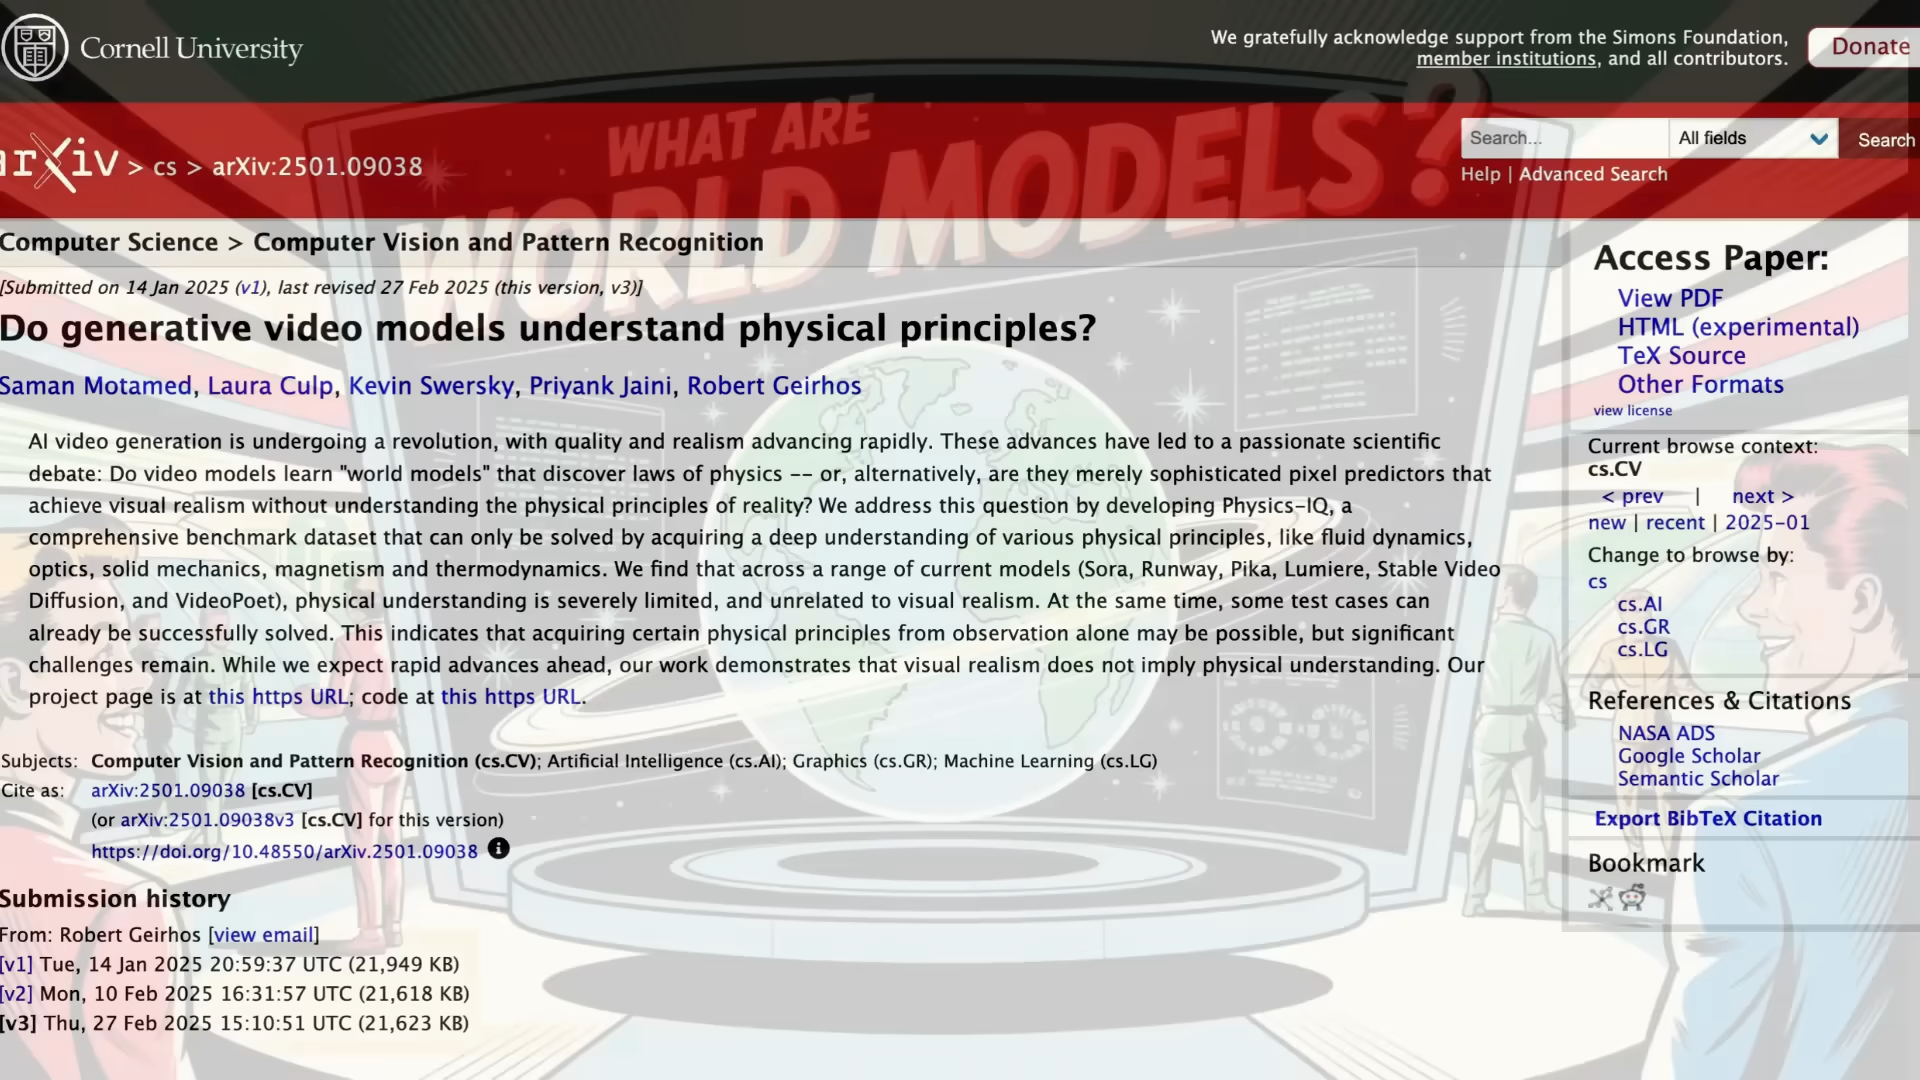 Cornell University
We gratefully acknowledge support from the Simons Foundation,
member institutions, and all contributors.
Donate
WHAT ARE
WORLD MODELS?
arXiv > cs > arXiv:2501.09038
Search...
All fields
Search
Help | Advanced Search
Computer Science > Computer Vision and Pattern Recognition
[Submitted on 14 Jan 2025 (v1), last revised 27 Feb 2025 (this version, v3)]
Do generative video models understand physical principles?
Saman Motamed, Laura Culp, Kevin Swersky, Priyank Jaini, Robert Geirhos
AI video generation is undergoing a revolution, with quality and realism advancing rapidly. These advances have led to a passionate scientific
debate: Do video models learn "world models" that discover laws of physics -- or, alternatively, are they merely sophisticated pixel predictors that
achieve visual realism without understanding the physical principles of reality? We address this question by developing Physics-IQ, a
comprehensive benchmark dataset that can only be solved by acquiring a deep understanding of various physical principles, like fluid dynamics,
optics, solid mechanics, magnetism and thermodynamics. We find that across a range of current models (Sora, Runway, Pika, Lumiere, Stable Video
Diffusion, and VideoPoet), physical understanding is severely limited, and unrelated to visual realism. At the same time, some test cases can
already be successfully solved. This indicates that acquiring certain physical principles from observation alone may be possible, but significant
challenges remain. While we expect rapid advances ahead, our work demonstrates that visual realism does not imply physical understanding. Our
project page is at this https URL; code at this https URL.
Subjects: Computer Vision and Pattern Recognition (cs.CV); Artificial Intelligence (cs.AI); Graphics (cs.GR); Machine Learning (cs.LG)
Cite as: arXiv:2501.09038 [cs.CV]
(or arXiv:2501.09038v3 [cs.CV] for this version)
https://doi.org/10.48550/arXiv.2501.09038
Submission history
From: Robert Geirhos [view email]
[v1] Tue, 14 Jan 2025 20:59:37 UTC (21,949 KB)
[v2] Mon, 10 Feb 2025 16:31:57 UTC (21,618 KB)
[v3] Thu, 27 Feb 2025 15:10:51 UTC (21,623 KB)
Access Paper:
View PDF
HTML (experimental)
TeX Source
Other Formats
view license
Current browse context:
cs.CV
< prev | next >
new | recent | 2025-01
Change to browse by:
cs
cs.AI
cs.GR
cs.LG
References & Citations
NASA ADS
Google Scholar
Semantic Scholar
Export BibTeX Citation
Bookmark